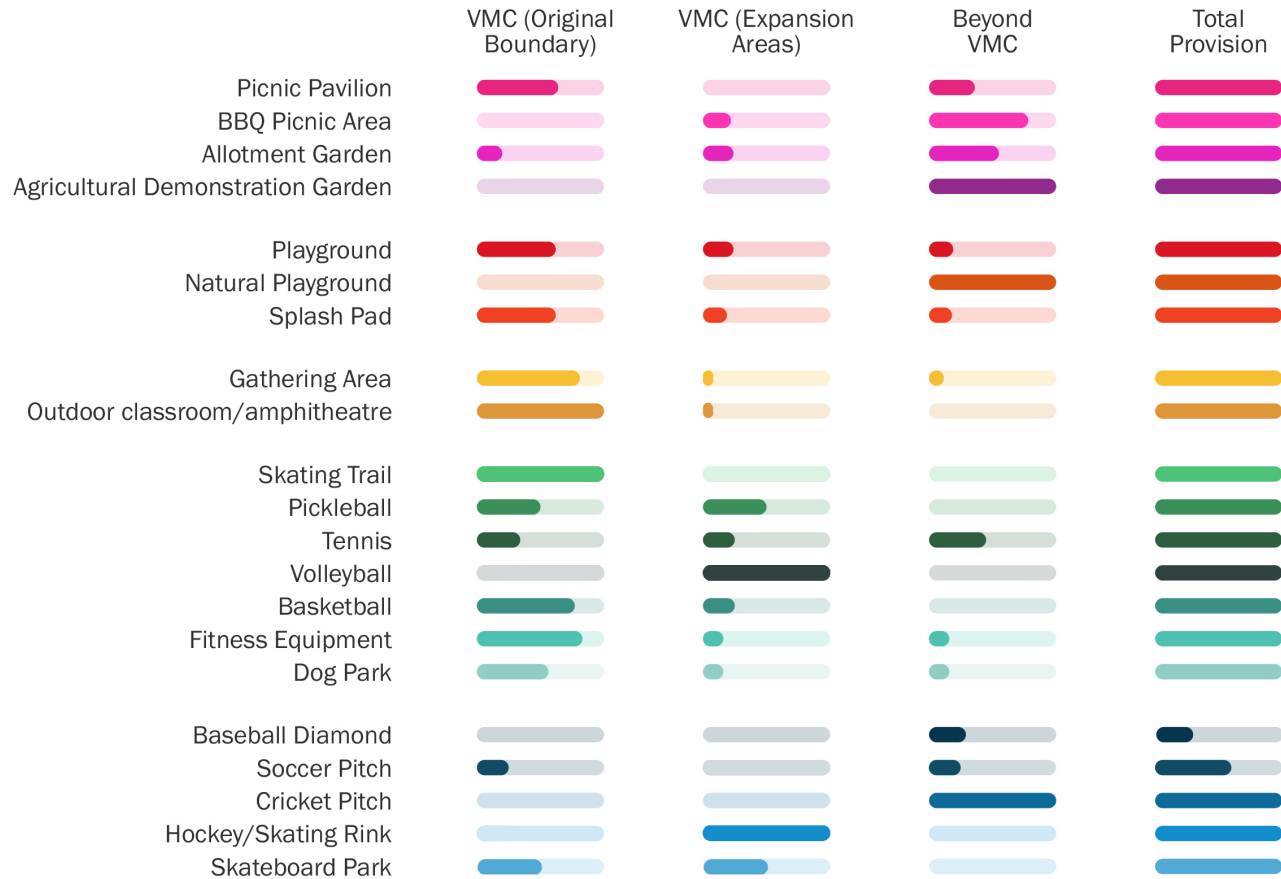 VMC (Original
Boundary)
VMC (Expansion
Areas)
Beyond
VMC
Total
Provision
Picnic Pavilion
BBQ Picnic Area
Allotment Garden
Agricultural Demonstration Garden
Playground
Natural Playground
Splash Pad
Gathering Area
Outdoor classroom/amphitheatre
Skating Trail
Pickleball
Tennis
Volleyball
Basketball
Fitness Equipment
Dog Park
Baseball Diamond
Soccer Pitch
Cricket Pitch
Hockey/Skating Rink
Skateboard Park